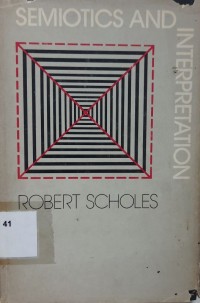 SEMIOTICS AND
INTERPRETATION
ROBERT SCHOLES
41